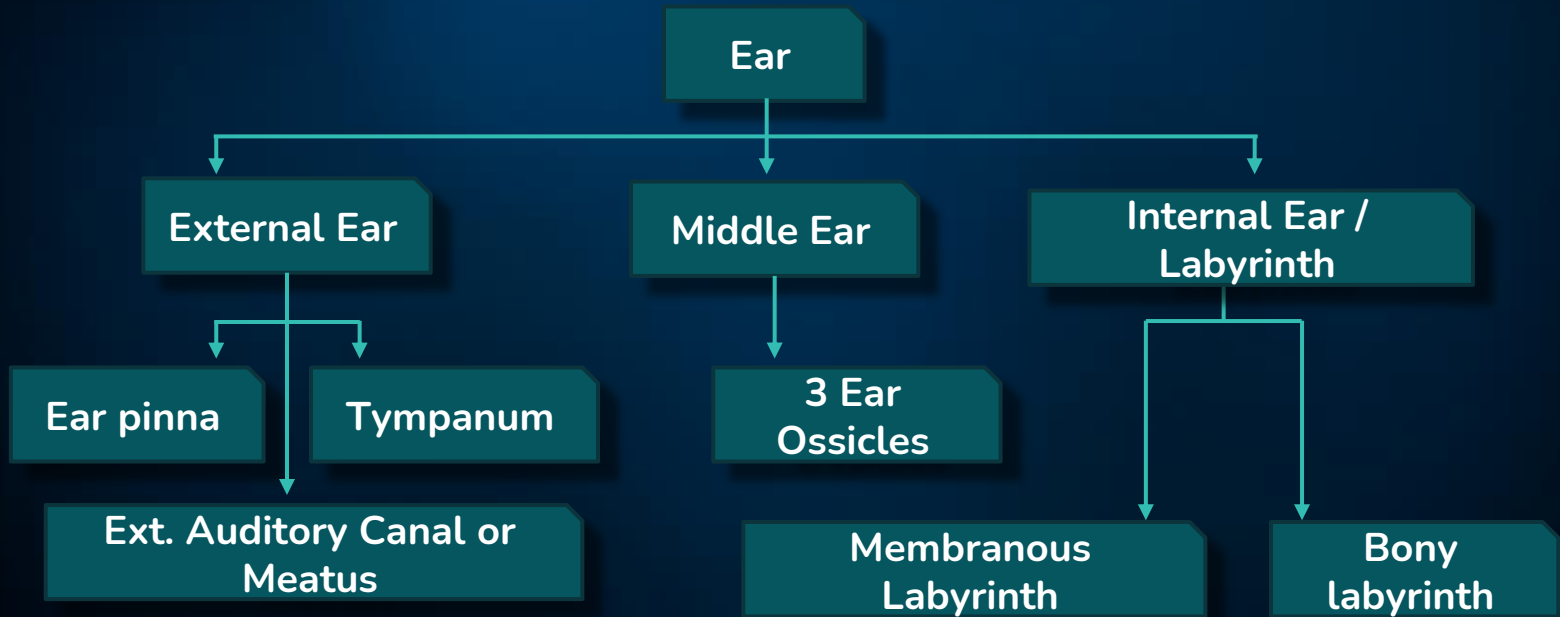 Ear
External Ear
Middle Ear
Internal Ear /
Labyrinth
Ear pinna
Tympanum
3 Ear
Ossicles
Ext. Auditory Canal or
Meatus
Membranous
Labyrinth
Bony
labyrinth